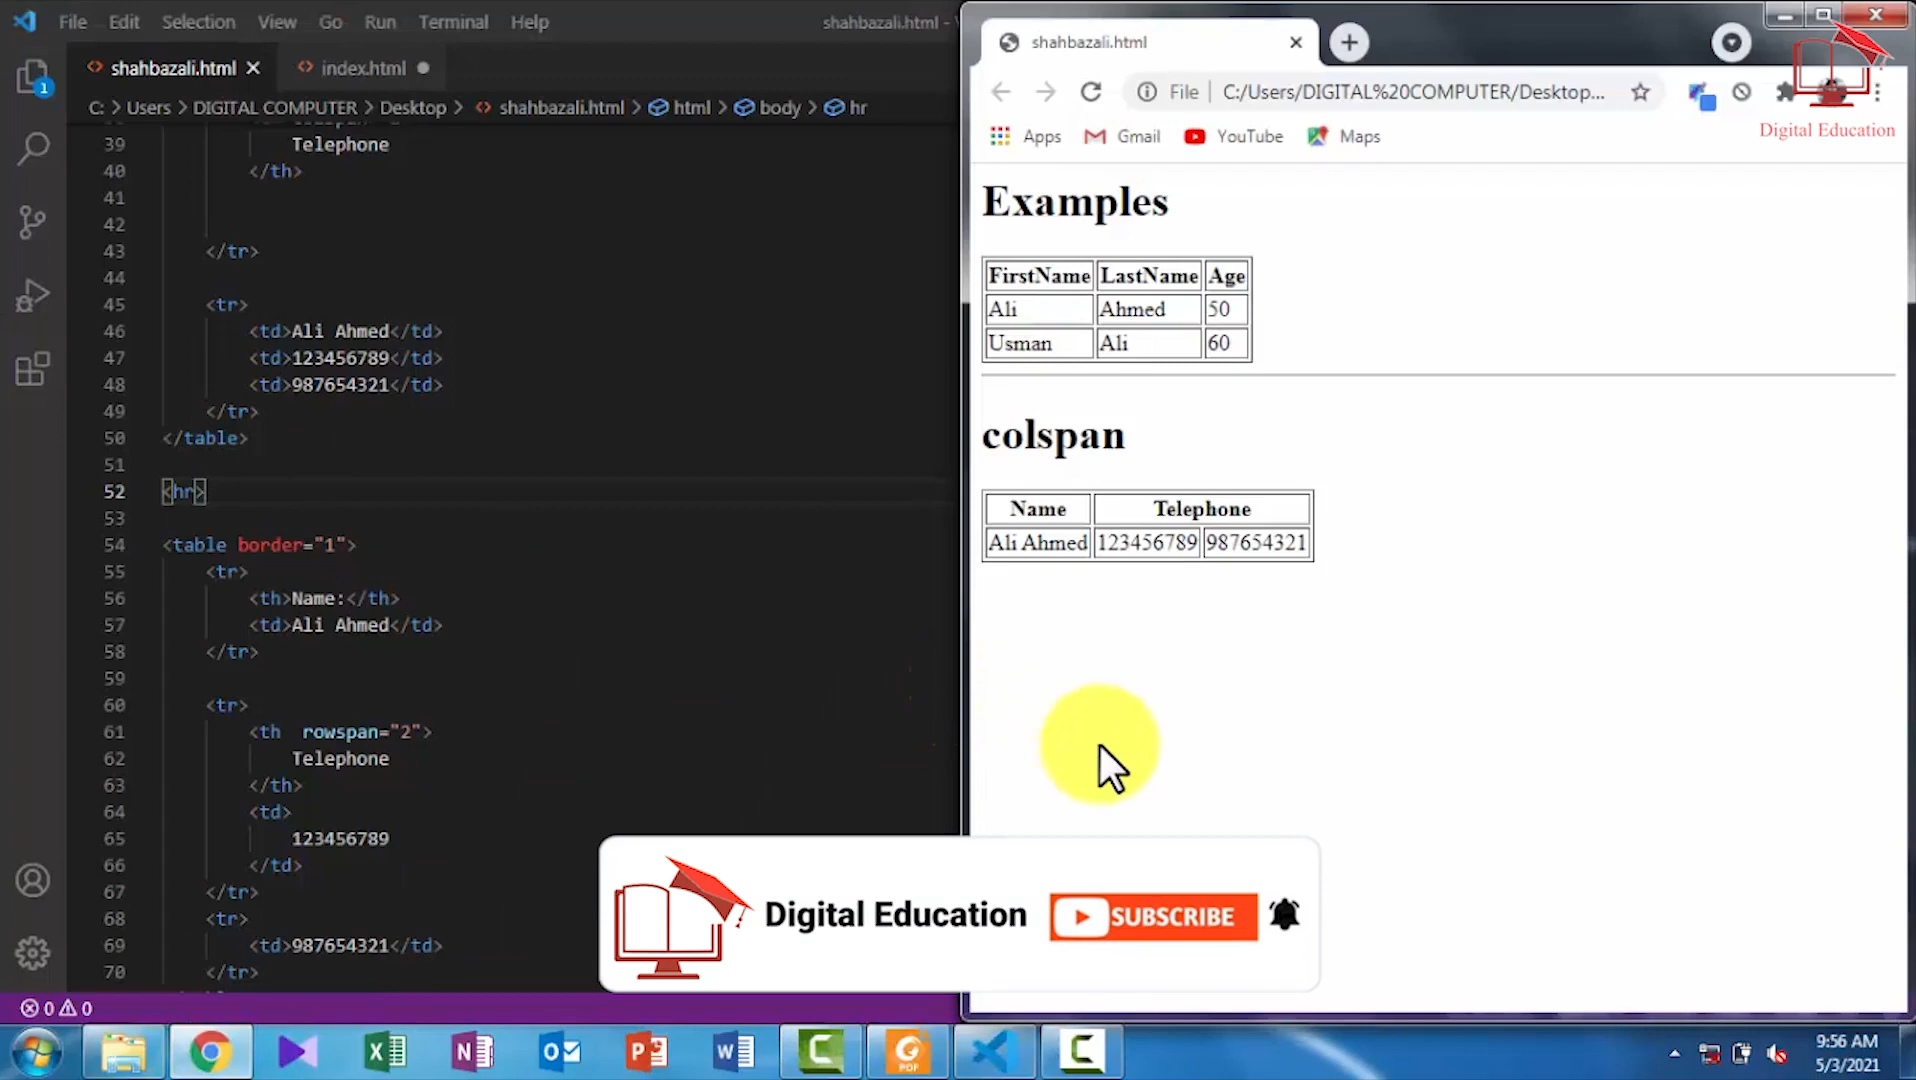 File Edit Selection View Go Run Terminal Help
shahbazali.html -
shahbazali.html
index.html
1
C: > Users > DIGITAL COMPUTER > Desktop > shahbazali.html > html > body > hr
39 Telephone
40 </th>
41
42
43 </tr>
44
45 <tr>
46 <td>Ali Ahmed</td>
47 <td>123456789</td>
48 <td>987654321</td>
49 </tr>
50 </table>
51
52 <hr>
53
54 <table border="1">
55 <tr>
56 <th>Name:</th>
57 <td>Ali Ahmed</td>
58 </tr>
59
60 <tr>
61 <th rowspan="2">
62 Telephone
63 </th>
64 <td>
65 123456789
66 </td>
67 </tr>
68 <tr>
69 <td>987654321</td>
70 </tr>
0 0
shahbazali.html
File C:/Users/DIGITAL%20COMPUTER/Desktop...
Apps Gmail YouTube Maps
Digital Education
Examples
FirstName LastName Age
Ali Ahmed 50
Usman Ali 60
colspan
Name Telephone
Ali Ahmed 123456789 987654321
Digital Education SUBSCRIBE
PDF
9:56 AM
5/3/2021